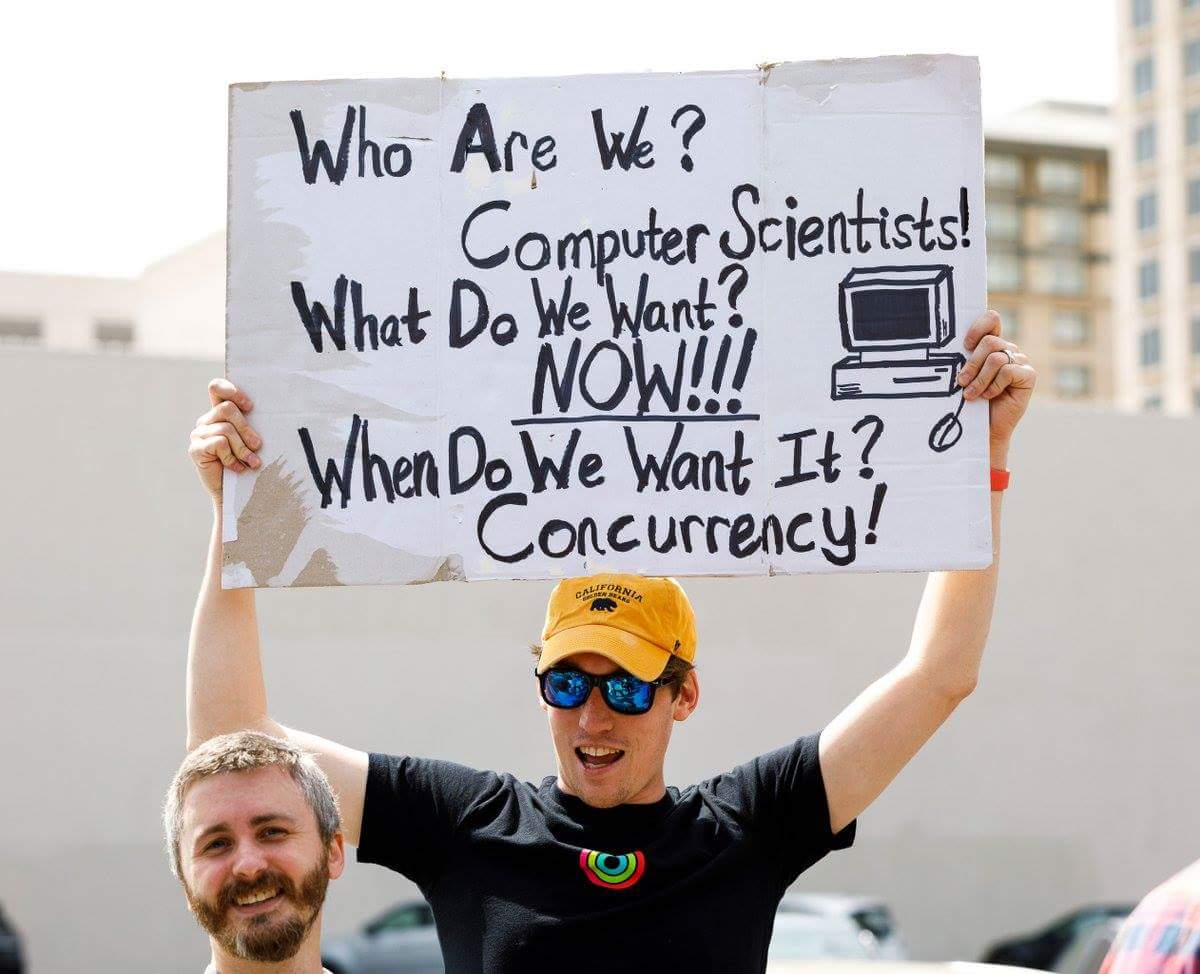 Who Are We?
Computer Scientists!
What Do We Want?
NOW!!!
When Do We Want It?
Concurrency!
CALIFORNIA
GOLDEN BEARS